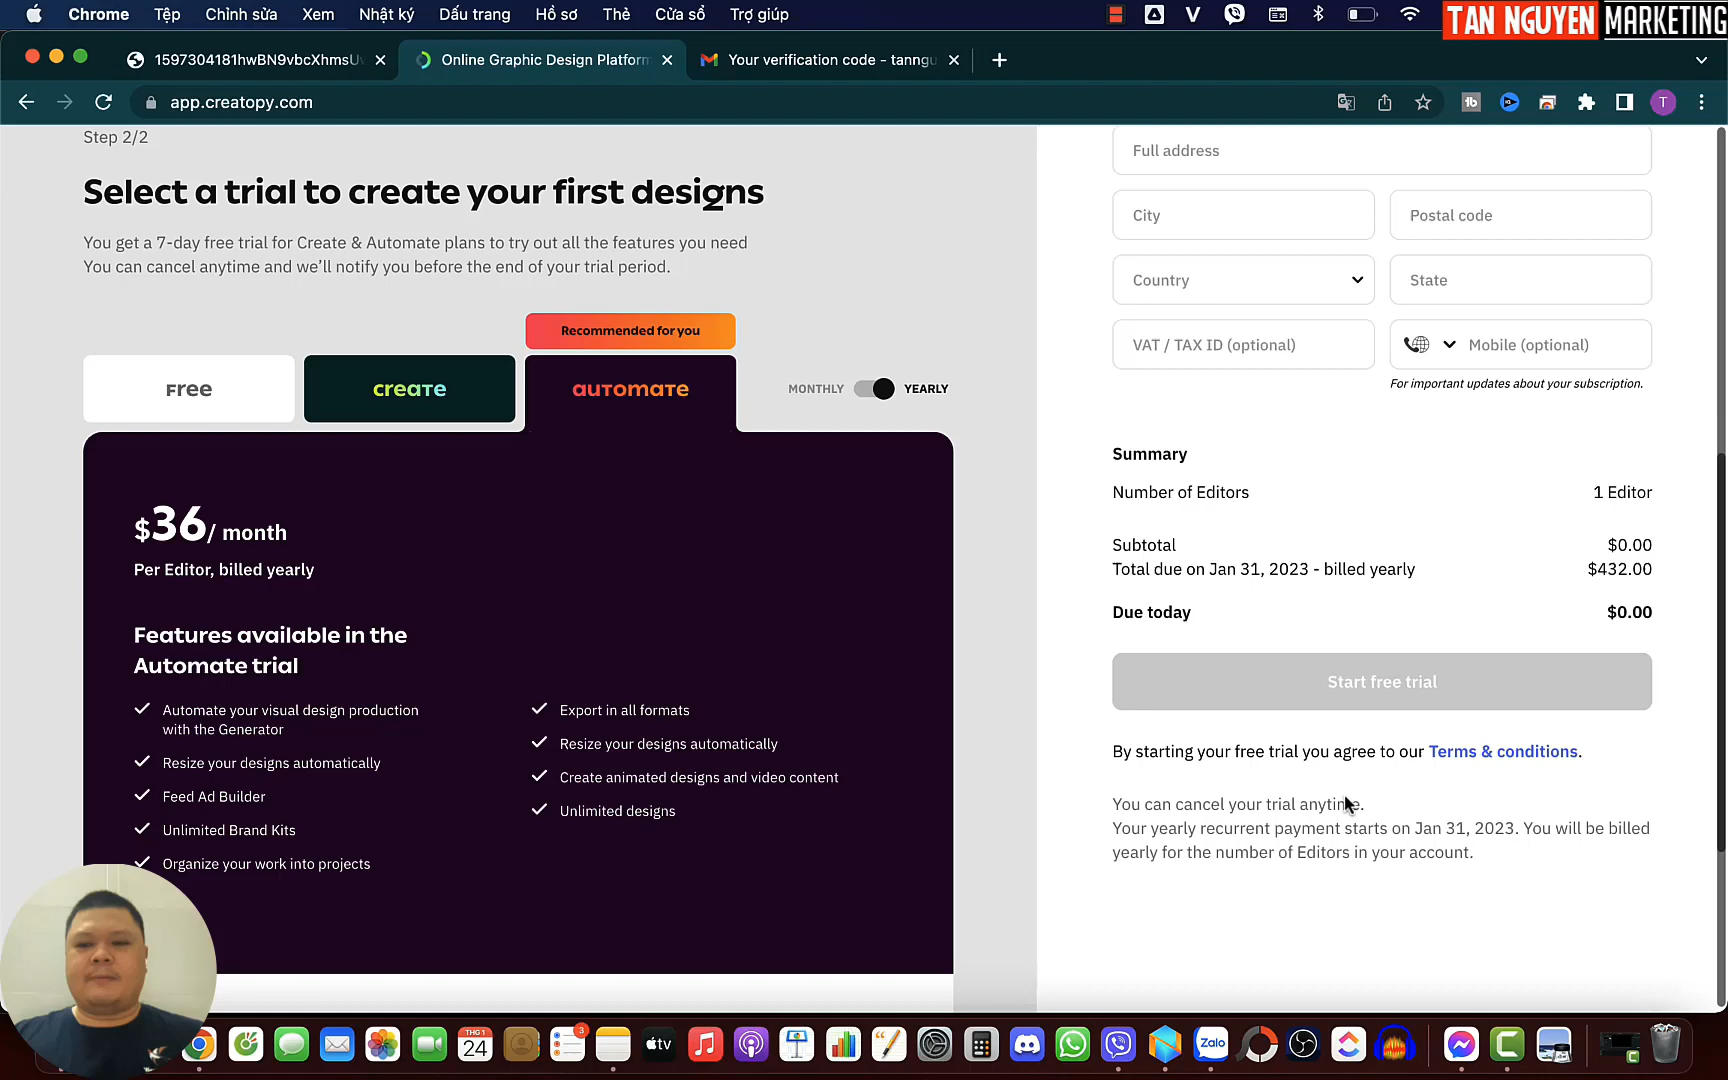 Chrome Tệp Chỉnh sửa Xem Nhật ký Dấu trang Hồ sơ Thẻ Cửa sổ Trợ giúp
TAN NGUYEN MARKETING
1597304181hwBN9vbcXhmsU
Online Graphic Design Platform
Your verification code - tanngu
app.creatopy.com
T
Step 2/2
Select a trial to create your first designs
You get a 7-day free trial for Create & Automate plans to try out all the features you need
You can cancel anytime and we'll notify you before the end of your trial period.
Recommended for you
Free
create
automate
MONTHLY
YEARLY
$36/ month
Per Editor, billed yearly
Features available in the
Automate trial
Automate your visual design production
with the Generator
Resize your designs automatically
Feed Ad Builder
Unlimited Brand Kits
Organize your work into projects
Export in all formats
Resize your designs automatically
Create animated designs and video content
Unlimited designs
Full address
City
Postal code
Country
State
VAT / TAX ID (optional)
Mobile (optional)
For important updates about your subscription.
Summary
Number of Editors 1 Editor
Subtotal $0.00
Total due on Jan 31, 2023 - billed yearly $432.00
Due today $0.00
Start free trial
By starting your free trial you agree to our Terms & conditions.
You can cancel your trial anytime.
Your yearly recurrent payment starts on Jan 31, 2023. You will be billed
yearly for the number of Editors in your account.
THG 1
24
3
tv
Zalo